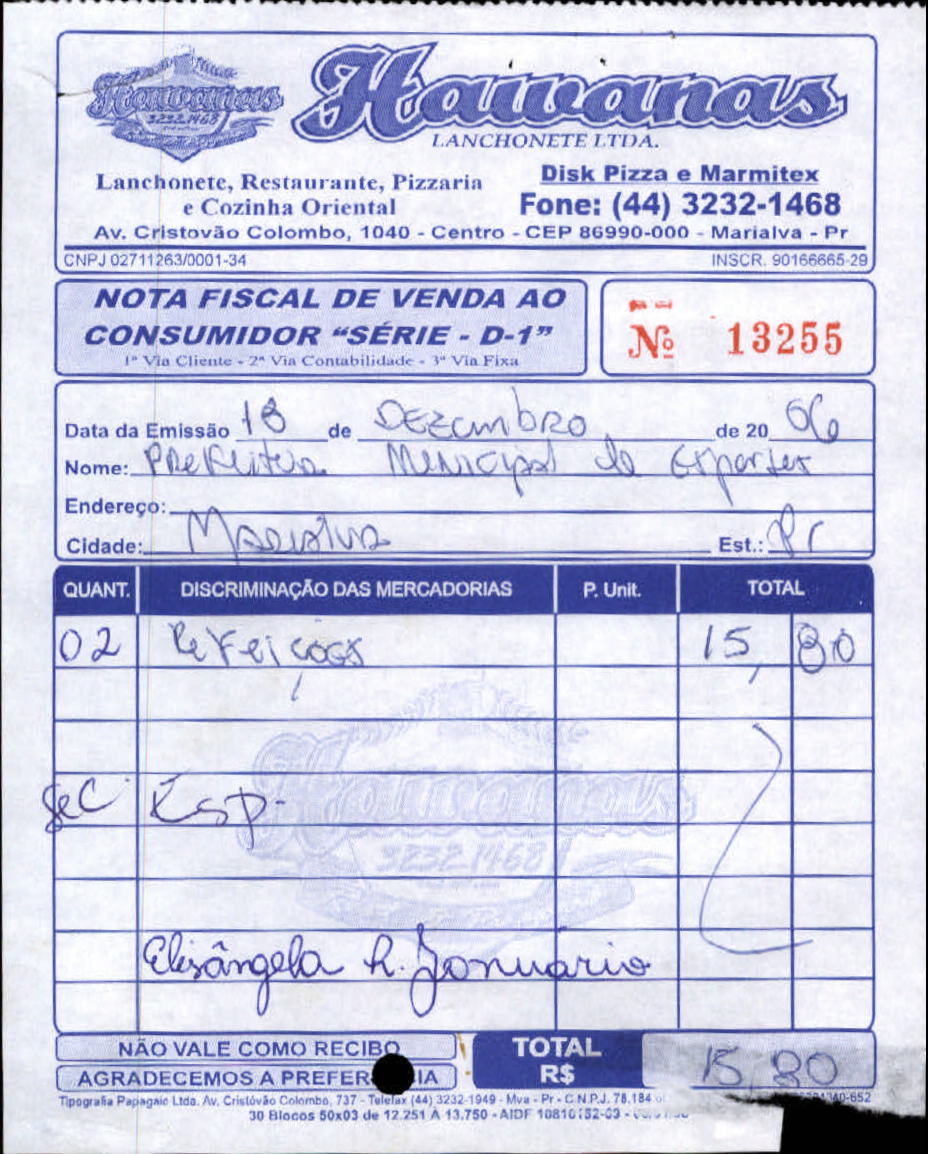 Hawanas
3232-1468
Hawanas
LANCHONETE LTDA.
Lanchonete, Restaurante, Pizzaria
e Cozinha Oriental
Disk Pizza e Marmitex
Fone: (44) 3232-1468
Av. Cristovão Colombo, 1040 - Centro - CEP 86990-000 - Marialva - Pr
CNPJ 02711263/0001-34 INSCR. 90166665-29
NOTA FISCAL DE VENDA AO
CONSUMIDOR "SÉRIE - D-1"
1ª Via Cliente - 2ª Via Contabilidade - 3ª Via Fixa
Nº 13255
Data da Emissão 18 de Dezembro de 20 06
Nome: Prefeitura Municipal de Esportes
Endereço:
Cidade: Marialva Est.: Pr
QUANT. DISCRIMINAÇÃO DAS MERCADORIAS P. Unit. TOTAL
02 Refeiçoes 15,80
Hawanas
Sec Esp.
3232-1468
Elisângela R. Januario
NÃO VALE COMO RECIBO
AGRADECEMOS A PREFER IA
TOTAL
R$ 15,80
Tipografia Papagaio Ltda. Av. Cristóvão Colombo, 737 - Telefax (44) 3232-1949 - Mva - Pr - C.N.P.J. 78.184 40-652
30 Blocos 50x03 de 12.251 À 13.750 - AIDF